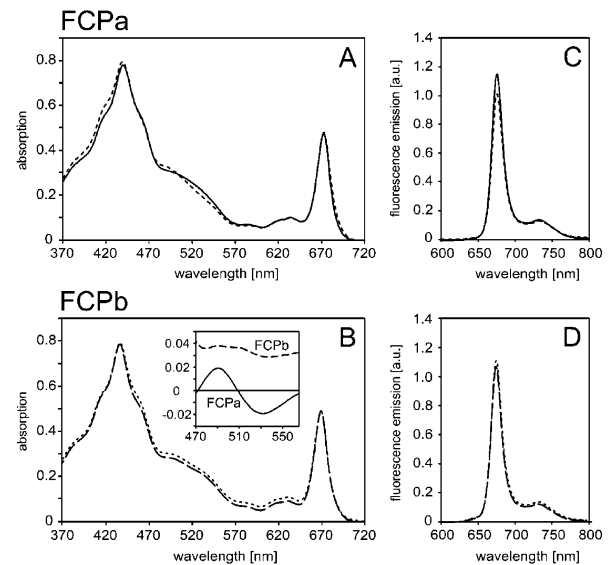 FCPa
A
absorption
0.8
0.6
0.4
0.2
0
370 420 470 520 570 620 670 720
wavelength [nm]
C
fluorescence emission [a.u.]
1.4
1.2
1.0
0.8
0.6
0.4
0.2
0
600 650 700 750 800
wavelength [nm]
FCPb
B
absorption
0.8
0.6
0.4
0.2
0
370 420 470 520 570 620 670 720
wavelength [nm]
0.04
0.02
0
-0.02
FCPb
FCPa
470 510 550
D
fluorescence emission [a.u.]
1.4
1.2
1.0
0.8
0.6
0.4
0.2
0
600 650 700 750 800
wavelength [nm]